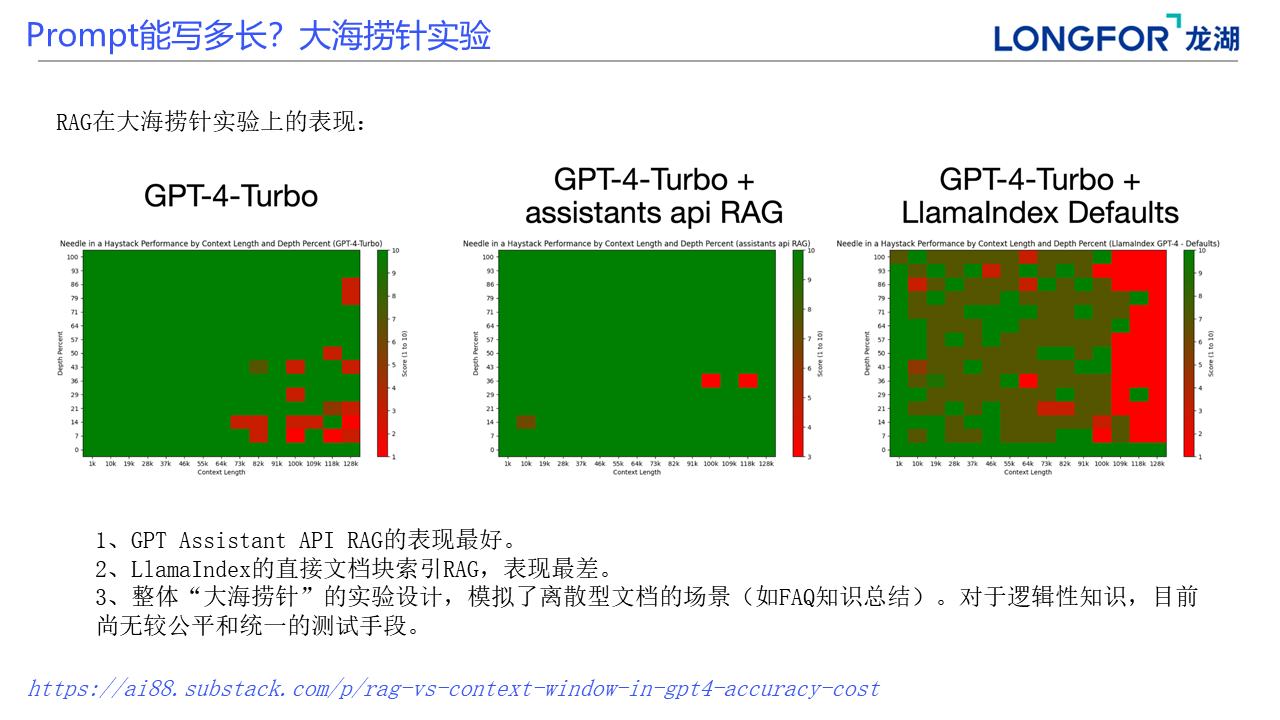 Prompt能写多长？大海捞针实验
LONGFOR 龙湖
RAG在大海捞针实验上的表现：
GPT-4-Turbo
Needle in a Haystack Performance by Context Length and Depth Percent (GPT-4-Turbo)
Depth Percent
100
93
86
79
71
64
57
50
43
36
29
21
14
7
0
1k 10k 19k 28k 37k 46k 55k 64k 73k 82k 91k 100k 109k 118k 128k
Context Length
10
9
8
7
6
5
4
3
2
1
Score (1 to 10)
GPT-4-Turbo +
assistants api RAG
Needle in a Haystack Performance by Context Length and Depth Percent (assistants api RAG)
Depth Percent
100
93
86
79
71
64
57
50
43
36
29
21
14
7
0
1k 10k 19k 28k 37k 46k 55k 64k 73k 82k 91k 100k 109k 118k 128k
Context Length
10
9
8
7
6
5
4
3
Score (1 to 10)
GPT-4-Turbo +
LlamaIndex Defaults
Needle in a Haystack Performance by Context Length and Depth Percent (LlamaIndex GPT-4 - Defaults)
Depth Percent
100
93
86
79
71
64
57
50
43
36
29
21
14
7
0
1k 10k 19k 28k 37k 46k 55k 64k 73k 82k 91k 100k 109k 118k 128k
Context Length
10
9
8
7
6
5
4
3
2
1
Score (1 to 10)
1、GPT Assistant API RAG的表现最好。
2、LlamaIndex的直接文档块索引RAG，表现最差。
3、整体“大海捞针”的实验设计，模拟了离散型文档的场景（如FAQ知识总结）。对于逻辑性知识，目前
尚无较公平和统一的测试手段。
https://ai88.substack.com/p/rag-vs-context-window-in-gpt4-accuracy-cost